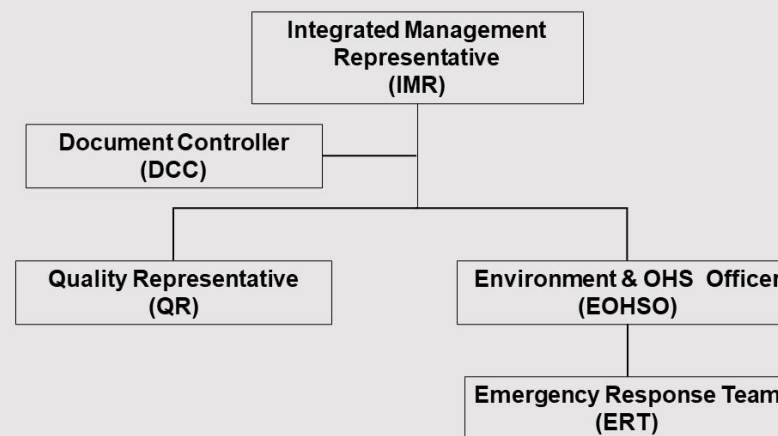 Integrated Management
Representative
(IMR)
Document Controller
(DCC)
Quality Representative
(QR)
Environment & OHS Officer
(EOHSO)
Emergency Response Team
(ERT)